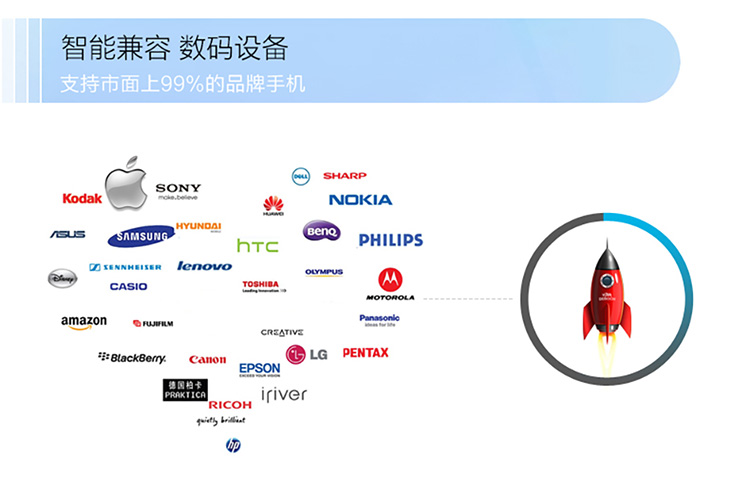 智能兼容 数码设备
支持市面上99%的品牌手机
DELL
SHARP
Kodak
SONY
make.believe
HUAWEI
NOKIA
ASUS
SAMSUNG
HYUNDAI
hTC
BenQ
PHILIPS
Disney
SENNHEISER
lenovo
CASIO
TOSHIBA
Leading Innovation
OLYMPUS
MOTOROLA
amazon
FUJIFILM
CREATIVE
Panasonic
ideas for life
BlackBerry.
Canon
EPSON
EXCEED YOUR VISION
LG
PENTAX
德国柏卡
PRAKTICA
RICOH
iriver
quietly brilliant
hp